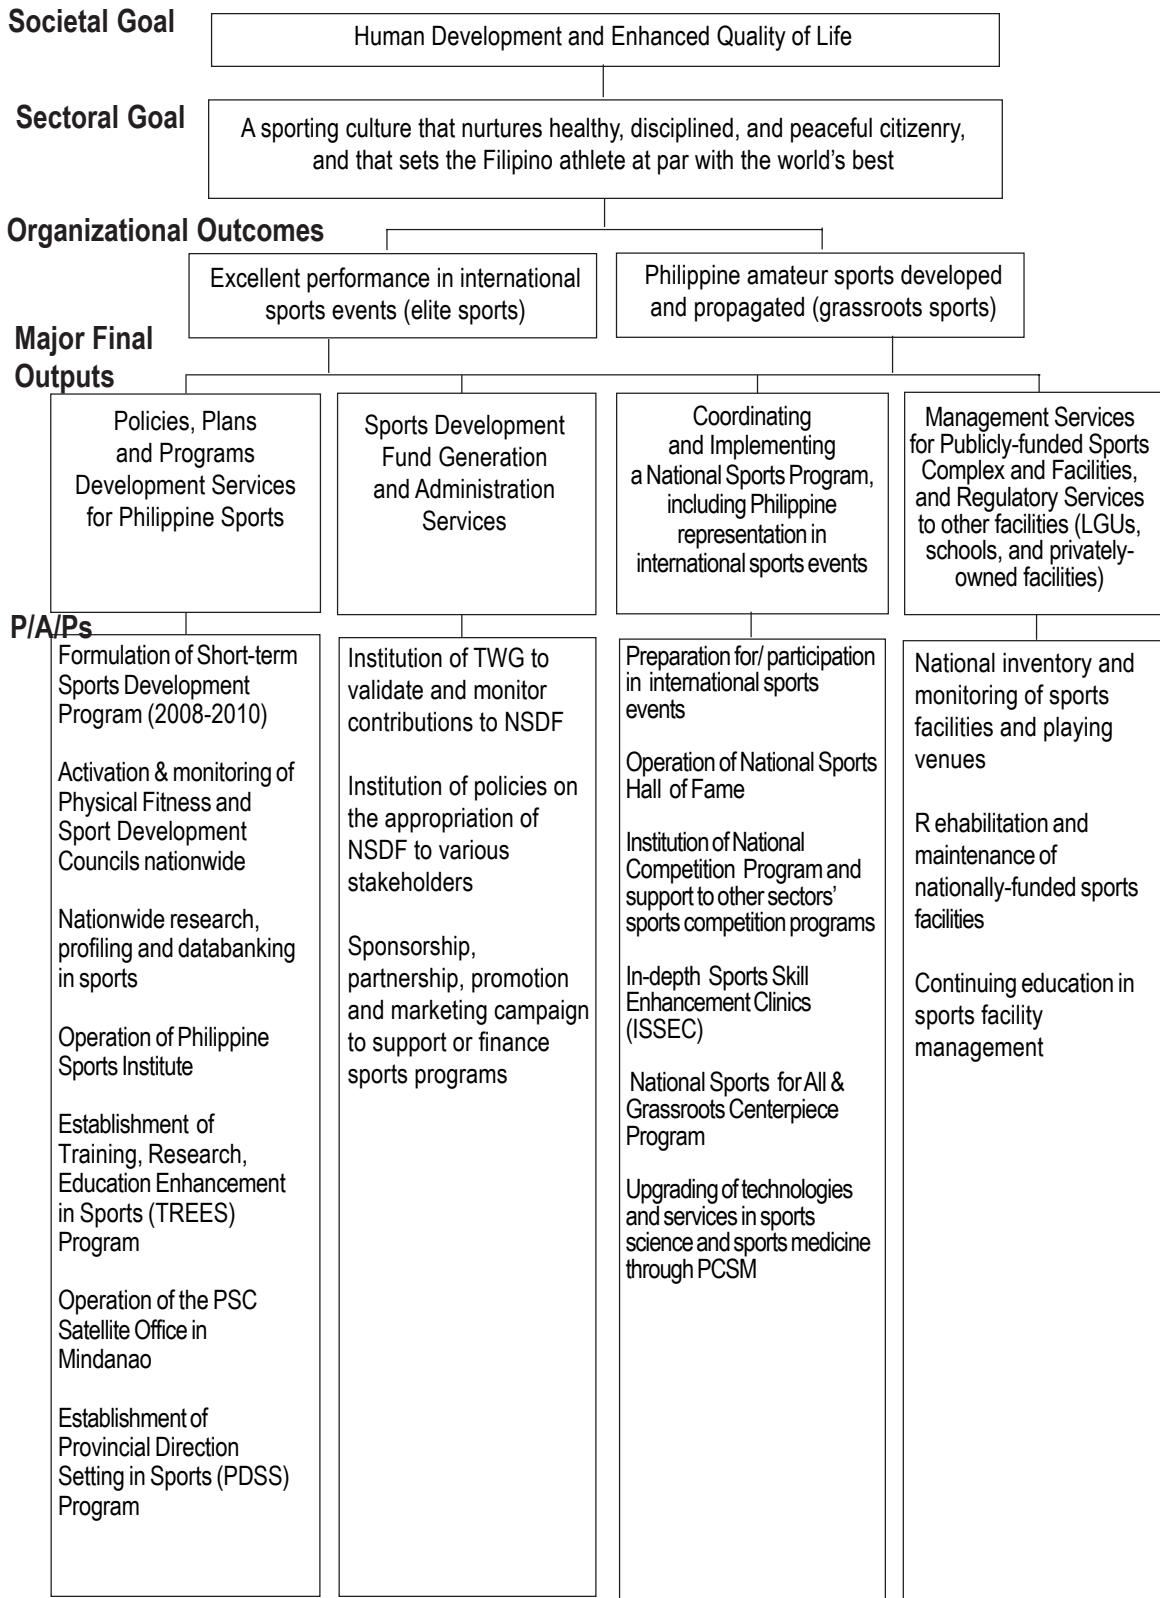 Societal Goal
Human Development and Enhanced Quality of Life
Sectoral Goal
A sporting culture that nurtures healthy, disciplined, and peaceful citizenry,
and that sets the Filipino athlete at par with the world's best
Organizational Outcomes
Excellent performance in international
sports events (elite sports)
Philippine amateur sports developed
and propagated (grassroots sports)
Major Final
Outputs
Policies, Plans
and Programs
Development Services
for Philippine Sports
Sports Development
Fund Generation
and Administration
Services
Coordinating
and Implementing
a National Sports Program,
including Philippine
representation in
international sports events
Management Services
for Publicly-funded Sports
Complex and Facilities,
and Regulatory Services
to other facilities (LGUs,
schools, and privately-
owned facilities)
P/A/Ps
Formulation of Short-term
Sports Development
Program (2008-2010)
Activation & monitoring of
Physical Fitness and
Sport Development
Councils nationwide
Nationwide research,
profiling and databanking
in sports
Operation of Philippine
Sports Institute
Establishment of
Training, Research,
Education Enhancement
in Sports (TREES)
Program
Operation of the PSC
Satellite Office in
Mindanao
Establishment of
Provincial Direction
Setting in Sports (PDSS)
Program
Institution of TWG to
validate and monitor
contributions to NSDF
Institution of policies on
the appropriation of
NSDF to various
stakeholders
Sponsorship,
partnership, promotion
and marketing campaign
to support or finance
sports programs
Preparation for/ participation
in international sports
events
Operation of National Sports
Hall of Fame
Institution of National
Competition Program and
support to other sectors'
sports competition programs
In-depth Sports Skill
Enhancement Clinics
(ISSEC)
National Sports for All &
Grassroots Centerpiece
Program
Upgrading of technologies
and services in sports
science and sports medicine
through PCSM
National inventory and
monitoring of sports
facilities and playing
venues
R ehabilitation and
maintenance of
nationally-funded sports
facilities
Continuing education in
sports facility
management